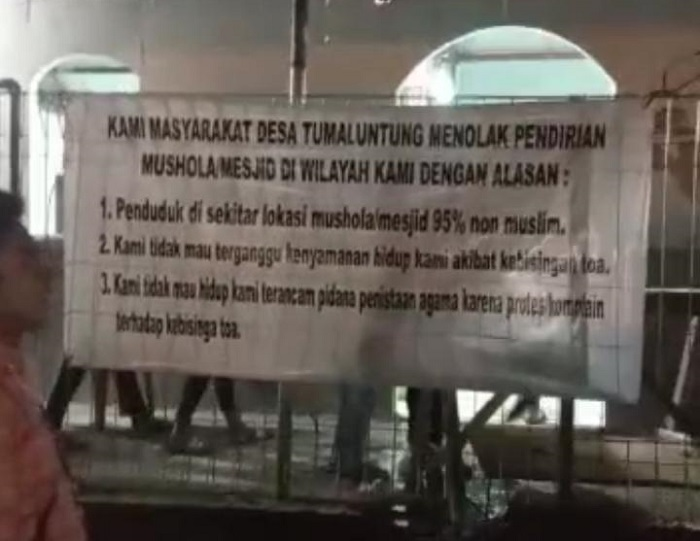 KAMI MASYARAKAT DESA TUMALUNTUNG MENOLAK PENDIRIAN
MUSHOLA/MESJID DI WILAYAH KAMI DENGAN ALASAN :
1. Penduduk di sekitar lokasi mushola/mesjid 95% non muslim.
2. Kami tidak mau terganggu kenyamanan hidup kami akibat kebisingan toa.
3. Kami tidak mau hidup kami terancam pidana penistaan agama karena protes/komplain
terhadap kebisinga toa.